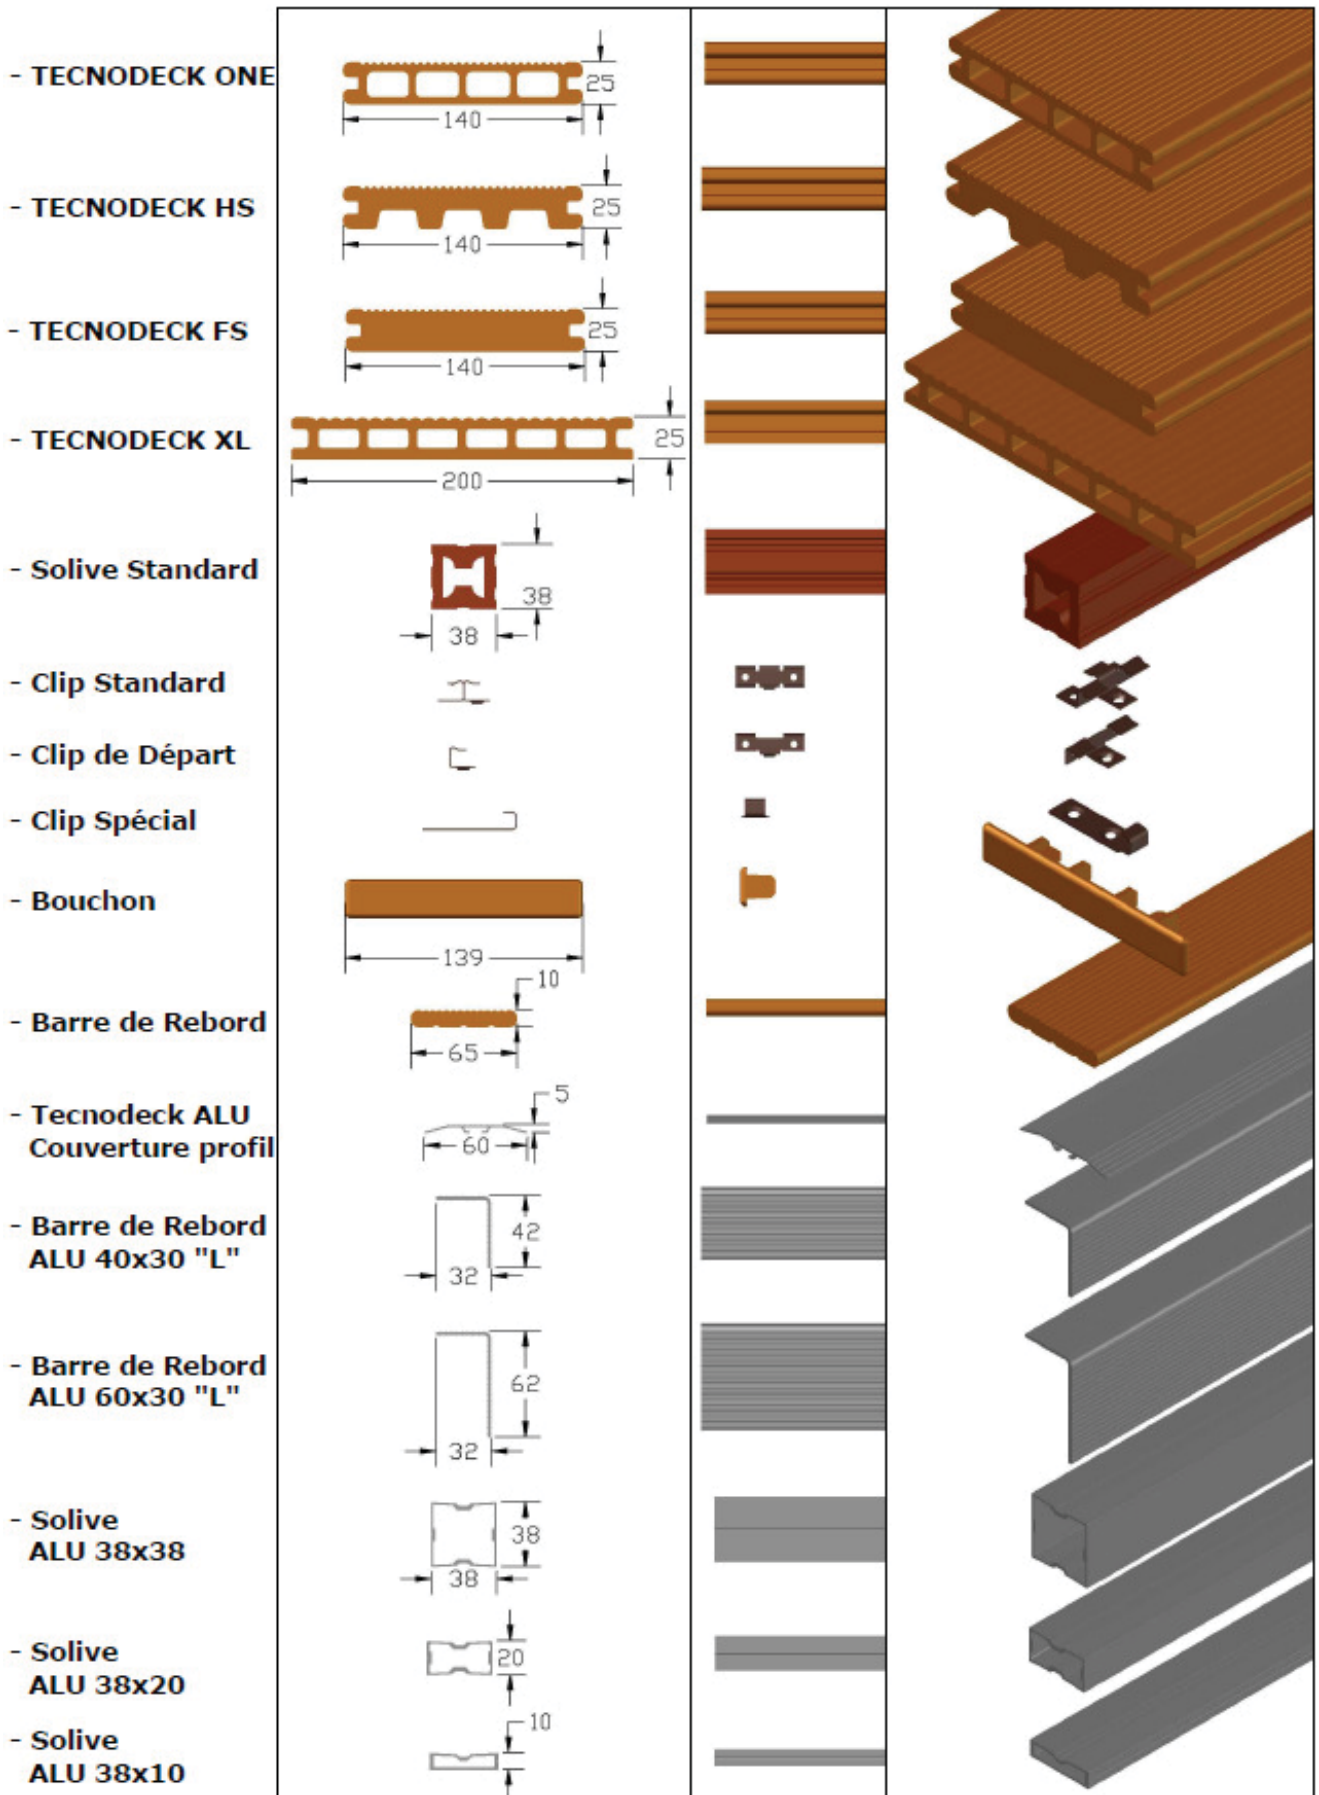 - TECNODECK ONE
25
140
- TECNODECK HS
25
140
- TECNODECK FS
25
140
- TECNODECK XL
25
200
- Solive Standard
38
38
- Clip Standard
- Clip de Départ
- Clip Spécial
- Bouchon
139
10
- Barre de Rebord
65
5
- Tecnodeck ALU
Couverture profil
60
- Barre de Rebord
ALU 40x30 "L"
42
32
- Barre de Rebord
ALU 60x30 "L"
62
32
- Solive
ALU 38x38
38
38
- Solive
ALU 38x20
20
- Solive
ALU 38x10
10